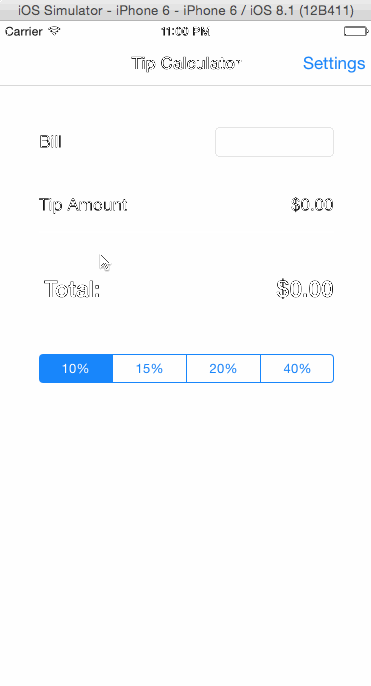 iOS Simulator - iPhone 6 - iPhone 6 / iOS 8.1 (12B411)
Carrier 11:00 PM
Tip Calculator Settings
Bill
Tip Amount $0.00
Total: $0.00
10% 15% 20% 40%